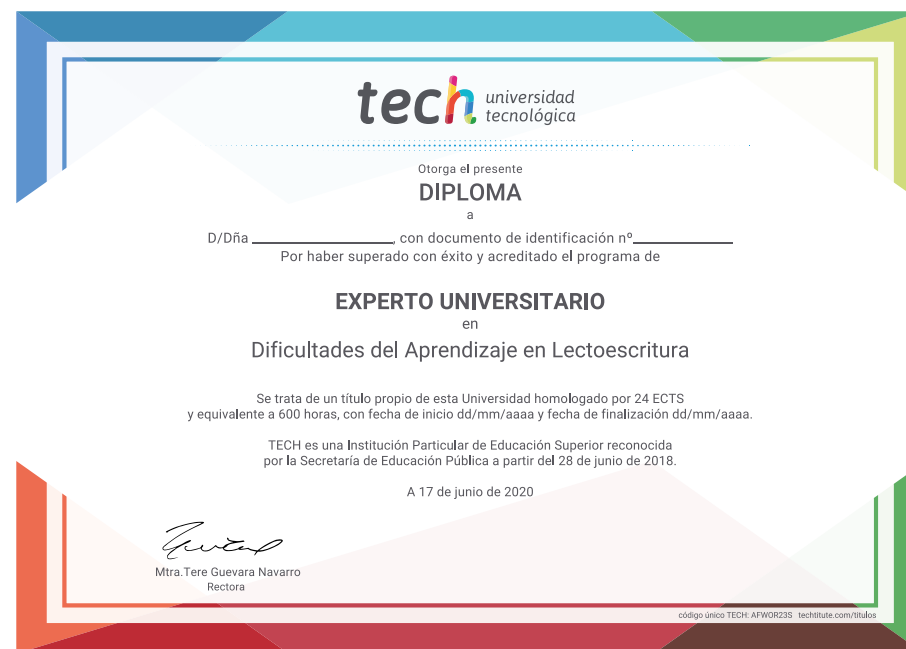 tech universidad
tecnológica
Otorga el presente
DIPLOMA
a
D/Dña ________________, con documento de identificación nº____________
Por haber superado con éxito y acreditado el programa de
EXPERTO UNIVERSITARIO
en
Dificultades del Aprendizaje en Lectoescritura
Se trata de un título propio de esta Universidad homologado por 24 ECTS
y equivalente a 600 horas, con fecha de inicio dd/mm/aaaa y fecha de finalización dd/mm/aaaa.
TECH es una Institución Particular de Educación Superior reconocida
por la Secretaría de Educación Pública a partir del 28 de junio de 2018.
A 17 de junio de 2020
Mtra.Tere Guevara Navarro
Rectora
código único TECH: AFWOR23S techtitute.com/titulos